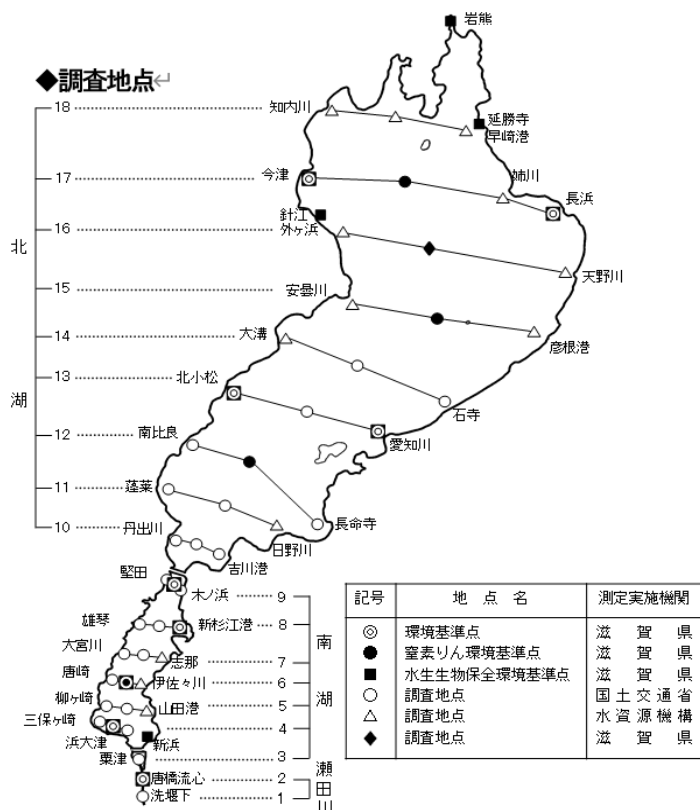 岩熊
◆調査地点↵
18
知内川
延勝寺
早崎港
17
今津
姉川
長浜
針江
16
外ヶ浜
北
天野川
15
安曇川
大溝
14
彦根港
13
北小松
石寺
湖
12
南比良
愛知川
11
蓬莱
10
丹出川
日野川
長命寺
吉川港
堅田
木ノ浜
9
雄琴
新杉江港
8
南
大宮川
志那
7
唐崎
伊佐々川
6
湖
柳ヶ崎
山田港
5
三保ヶ崎
4
浜大津
新浜
粟津
3
瀬田川
唐橋流心
2
洗堰下
1
記号 地点名 測定実施機関
◎ 環境基準点 滋賀県
● 窒素りん環境基準点 滋賀県
■ 水生生物保全環境基準点 滋賀県
○ 調査地点 国土交通省
△ 調査地点 水資源機構
◆ 調査地点 滋賀県